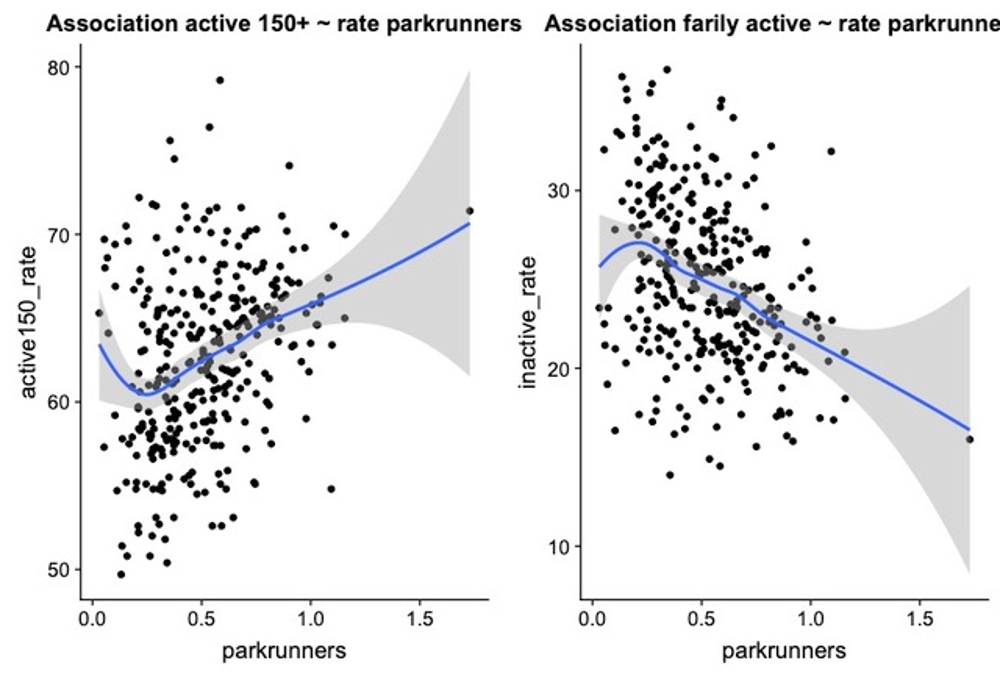 Association active 150+ ~ rate parkrunners
active150_rate
80
70
60
50
0.0 0.5 1.0 1.5
parkrunners
Association farily active ~ rate parkrunne
inactive_rate
30
20
10
0.0 0.5 1.0 1.5
parkrunners